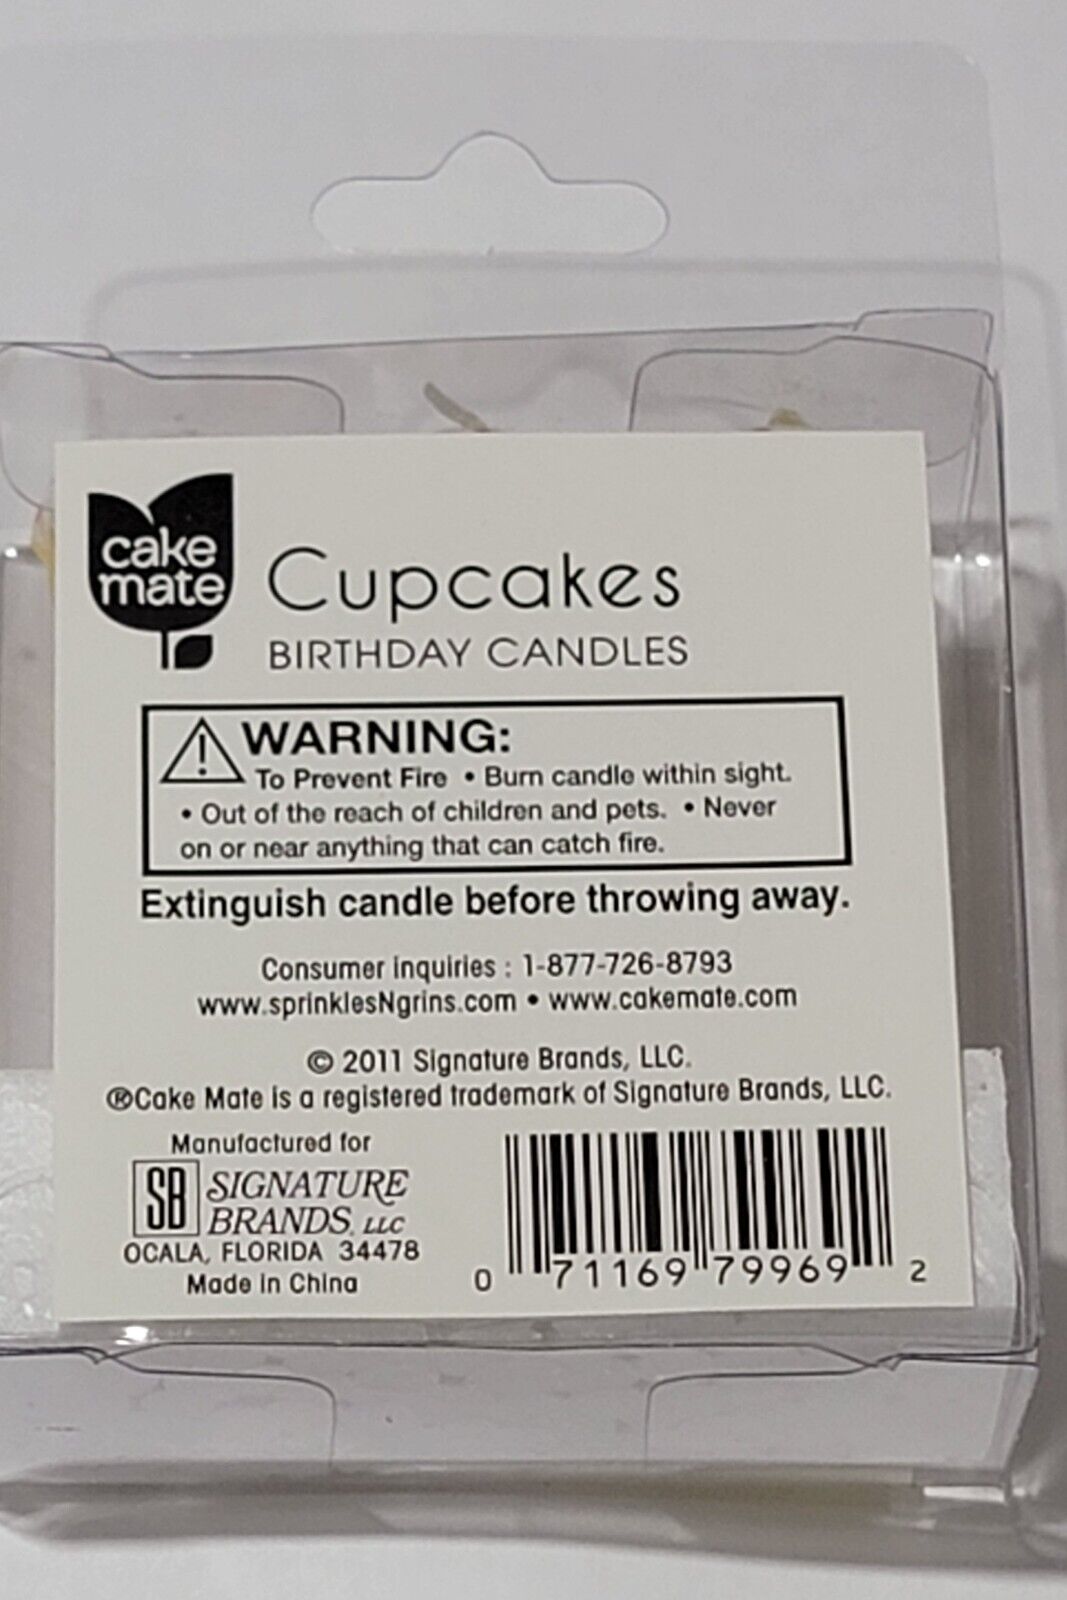 cake
mate
Cupcakes
BIRTHDAY CANDLES
WARNING:
To Prevent Fire • Burn candle within sight.
• Out of the reach of children and pets. • Never
on or near anything that can catch fire.
Extinguish candle before throwing away.
Consumer inquiries : 1-877-726-8793
www.sprinklesNgrins.com • www.cakemate.com
© 2011 Signature Brands, LLC.
®Cake Mate is a registered trademark of Signature Brands, LLC.
Manufactured for
SB SIGNATURE
BRANDS, LLC
OCALA, FLORIDA 34478
Made in China
0 71169 79969 2